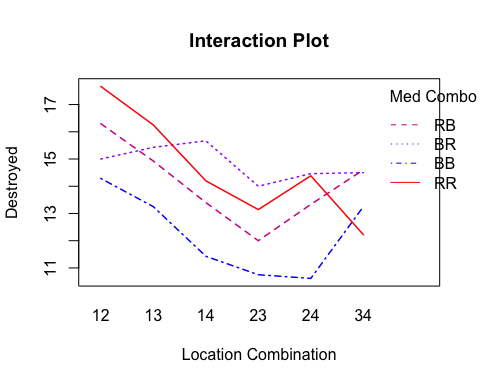 Interaction Plot
Med Combo
RB
BR
BB
RR
Destroyed
17
15
13
11
12 13 14 23 24 34
Location Combination